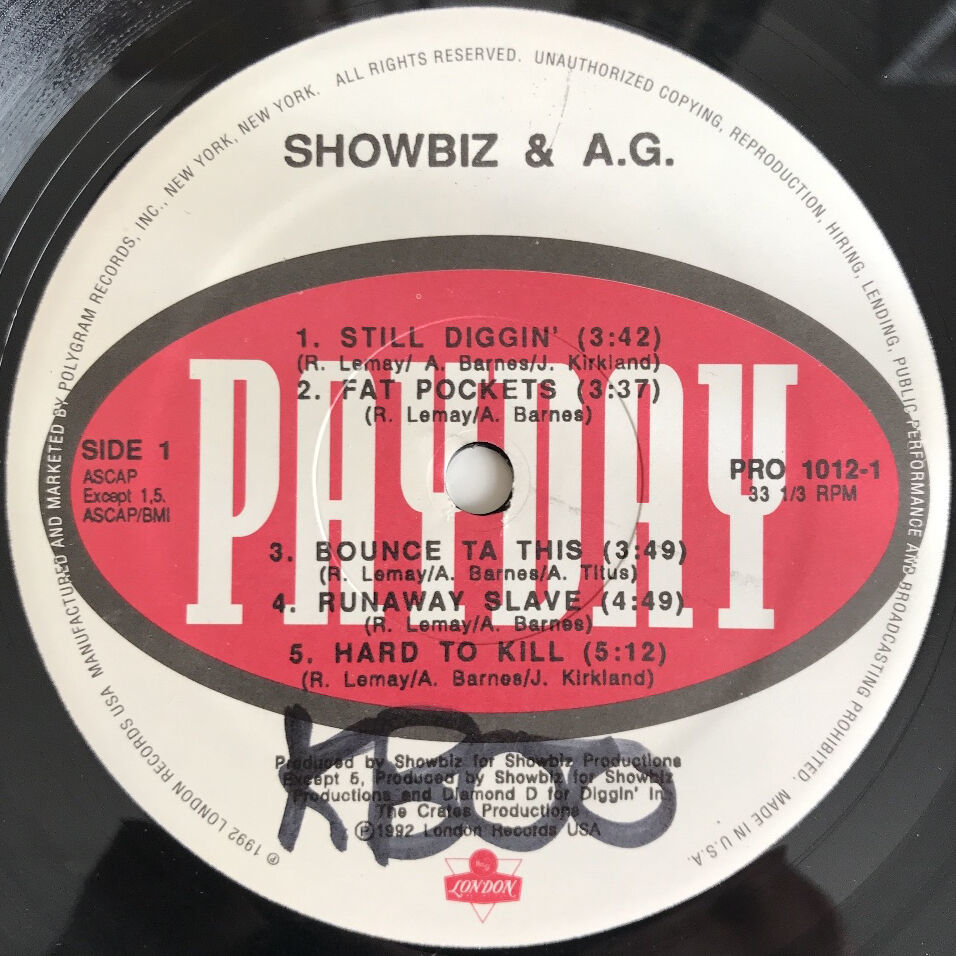 SHOWBIZ & A.G.
1. STILL DIGGIN' (3:42)
(R. Lemay/ A. Barnes/J. Kirkland)
2. FAT POCKETS (3:37)
(R. Lemay/A. Barnes)
PAYDAY
SIDE 1
ASCAP
Except 1,5.
ASCAP/BMI
PRO 1012-1
33 1/3 RPM
3. BOUNCE TA THIS (3:49)
(R. Lemay/A. Barnes/A. Titus)
4. RUNAWAY SLAVE (4:49)
(R. Lemay/A. Barnes)
5. HARD TO KILL (5:12)
(R. Lemay/A. Barnes/J. Kirkland)
KBOO
Produced by Showbiz for Showbiz Productions
Except 5, Produced by Showbiz for Showbiz
Productions and Diamond D for Diggin' In
The Crates Productions
℗1992 London Records USA
LONDON
℗ 1992 LONDON RECORDS USA MANUFACTURED AND MARKETED BY POLYGRAM RECORDS, INC., NEW YORK, NEW YORK. ALL RIGHTS RESERVED. UNAUTHORIZED COPYING, REPRODUCTION, HIRING, LENDING, PUBLIC PERFORMANCE AND BROADCASTING PROHIBITED. MADE IN U.S.A.